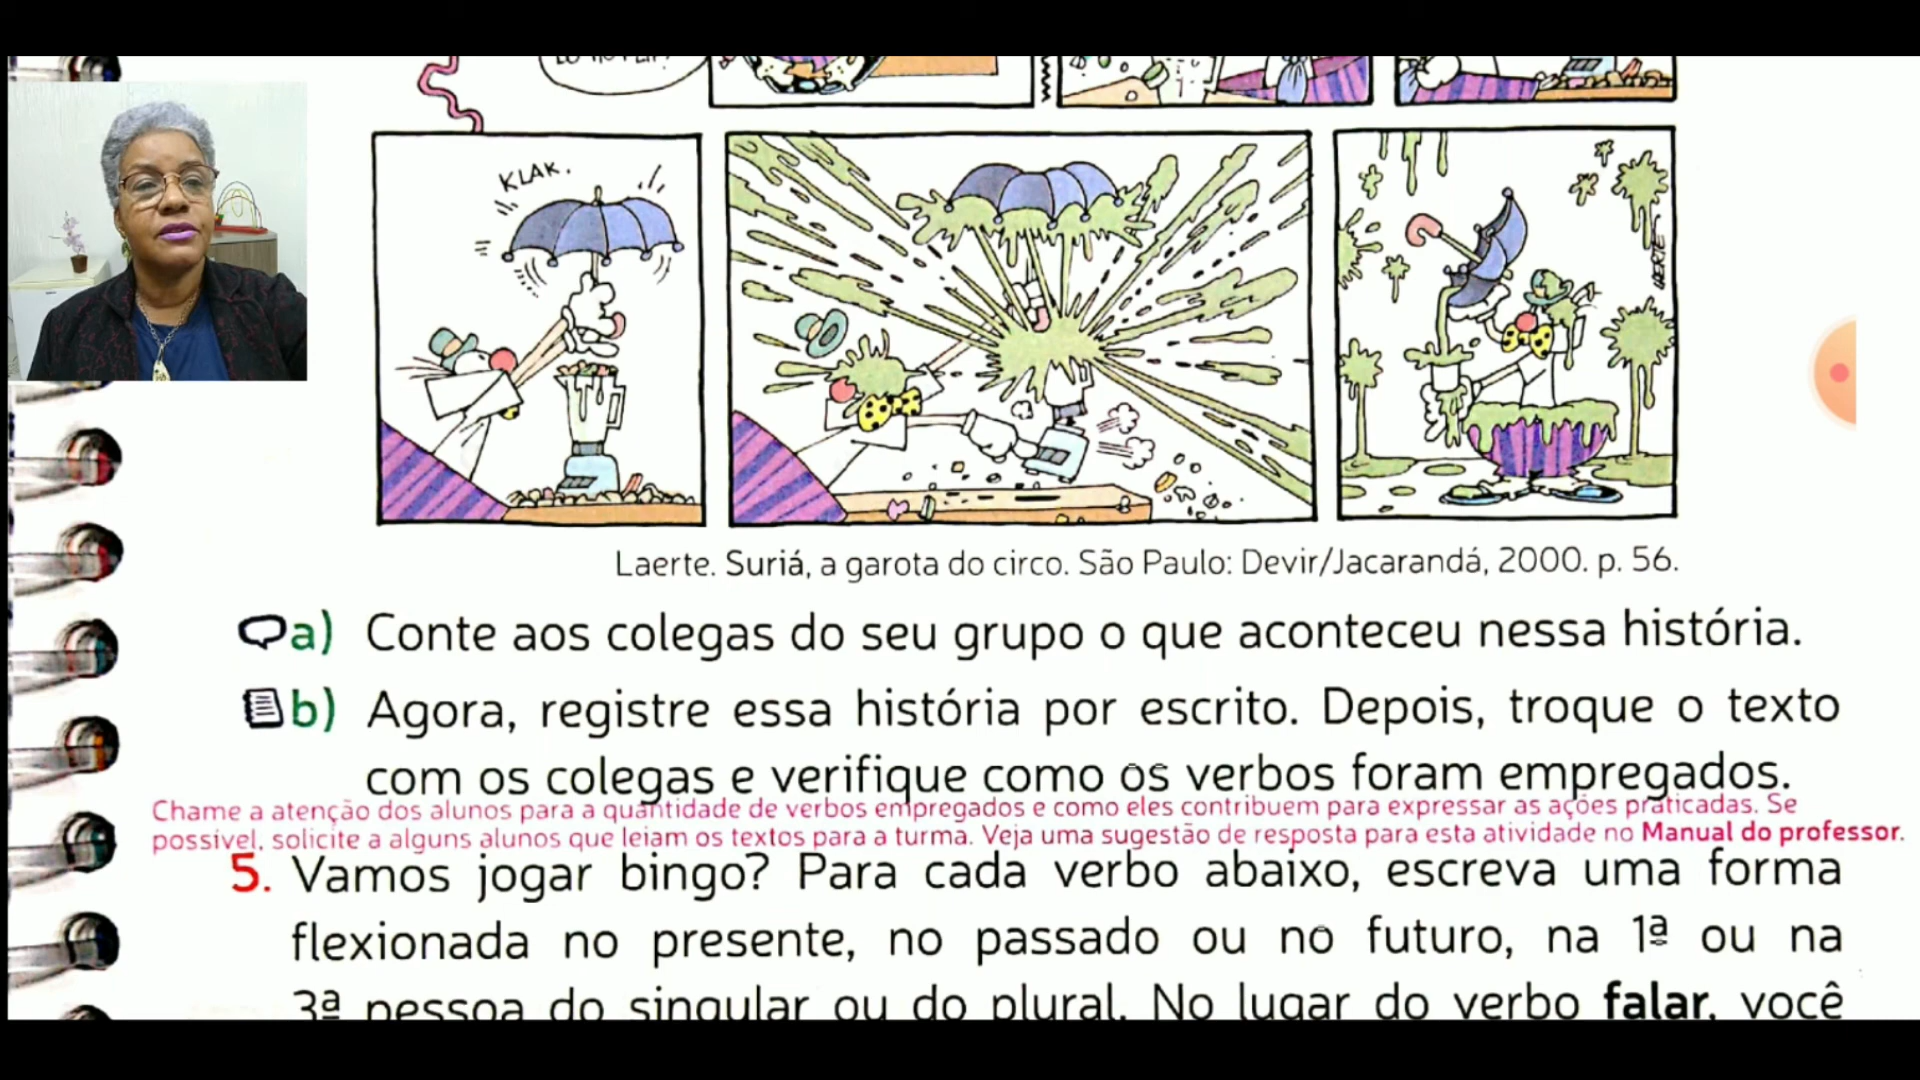 KLAK.
LAERTE
Laerte. Suriá, a garota do circo. São Paulo: Devir/Jacarandá, 2000. p. 56.
a) Conte aos colegas do seu grupo o que aconteceu nessa história.
b) Agora, registre essa história por escrito. Depois, troque o texto
com os colegas e verifique como os verbos foram empregados.
Chame a atenção dos alunos para a quantidade de verbos empregados e como eles contribuem para expressar as ações praticadas. Se
possível, solicite a alguns alunos que leiam os textos para a turma. Veja uma sugestão de resposta para esta atividade no Manual do professor.
5. Vamos jogar bingo? Para cada verbo abaixo, escreva uma forma
flexionada no presente, no passado ou no futuro, na 1ª ou na
3ª pessoa do singular ou do plural. No lugar do verbo falar, você